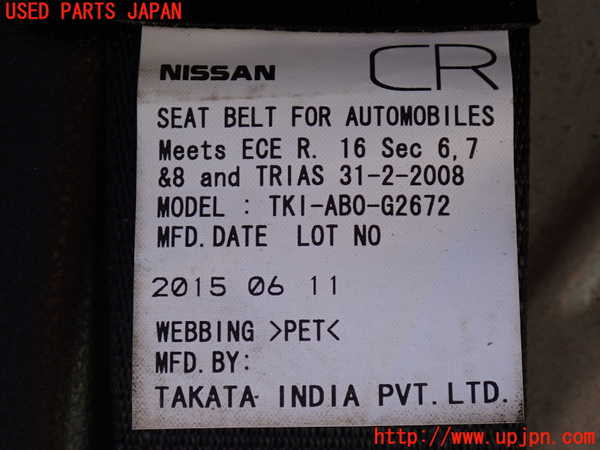 USED PARTS JAPAN
NISSAN CR
SEAT BELT FOR AUTOMOBILES
Meets ECE R. 16 Sec 6,7
&8 and TRIAS 31-2-2008
MODEL : TKI-AB0-G2672
MFD.DATE LOT NO
2015 06 11
WEBBING >PET<
MFD.BY:
TAKATA INDIA PVT.LTD.
http://www.upjpn.com/